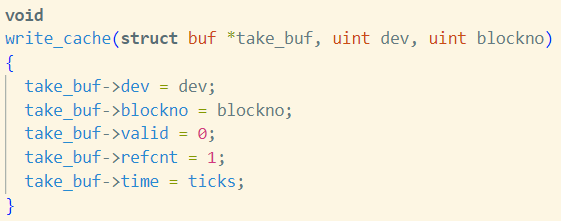 void
write_cache(struct buf *take_buf, uint dev, uint blockno)
{
  take_buf->dev = dev;
  take_buf->blockno = blockno;
  take_buf->valid = 0;
  take_buf->refcnt = 1;
  take_buf->time = ticks;
}